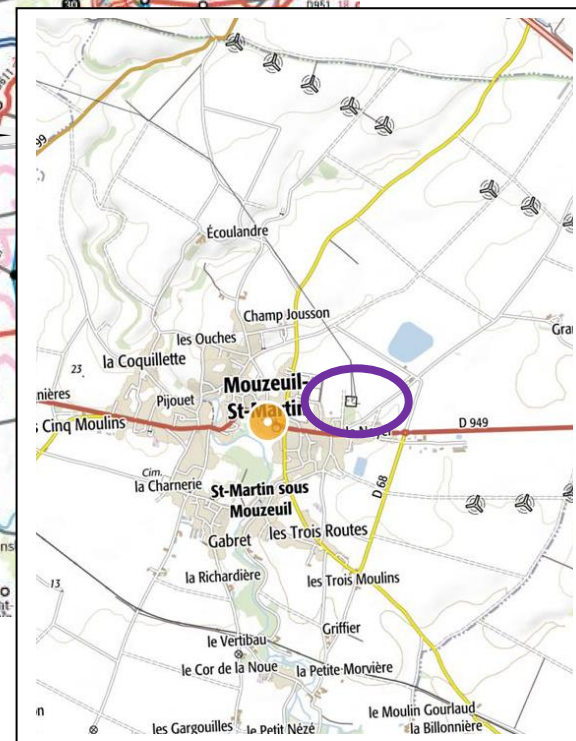 30
D951 18
Écoulandre
Champ Jousson
les Ouches
la Coquillette
23
Mouzeuil-
St-Martin
Pijouet
Cinq Moulins
D 949
Cim.
la Charnerie
St-Martin sous
Mouzeuil
D 68
Gabret
les Trois Routes
la Richardière
les Trois Moulins
13
Griffier
le Vertibau
le Cor de la Noue
la Petite Morvière
le Moulin Gourlaud
les Gargouilles
le Petit Nézé
la Billonnière